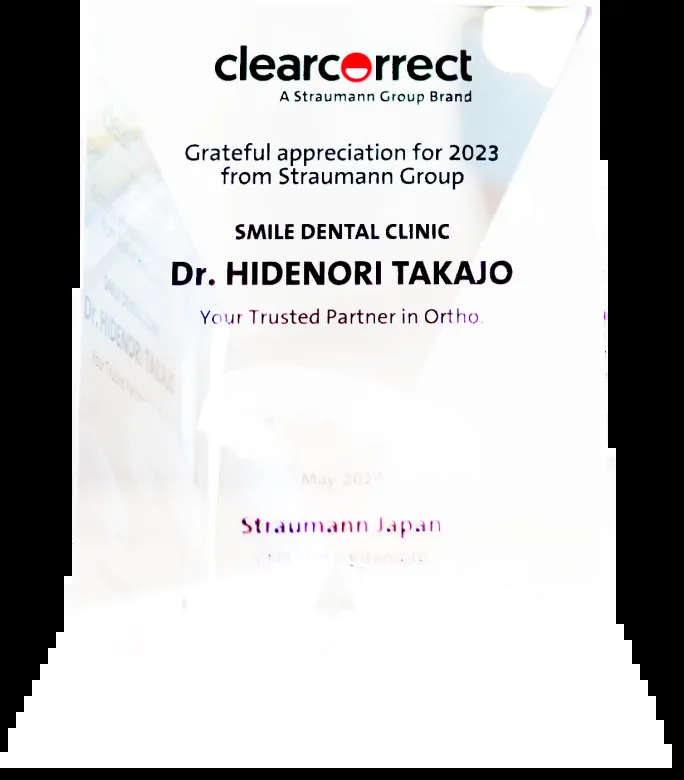 clearcorrect
A Straumann Group Brand
Grateful appreciation for 2023
from Straumann Group
SMILE DENTAL CLINIC
Dr. HIDENORI TAKAJO
Your Trusted Partner in Ortho.
May 2024
Straumann Japan